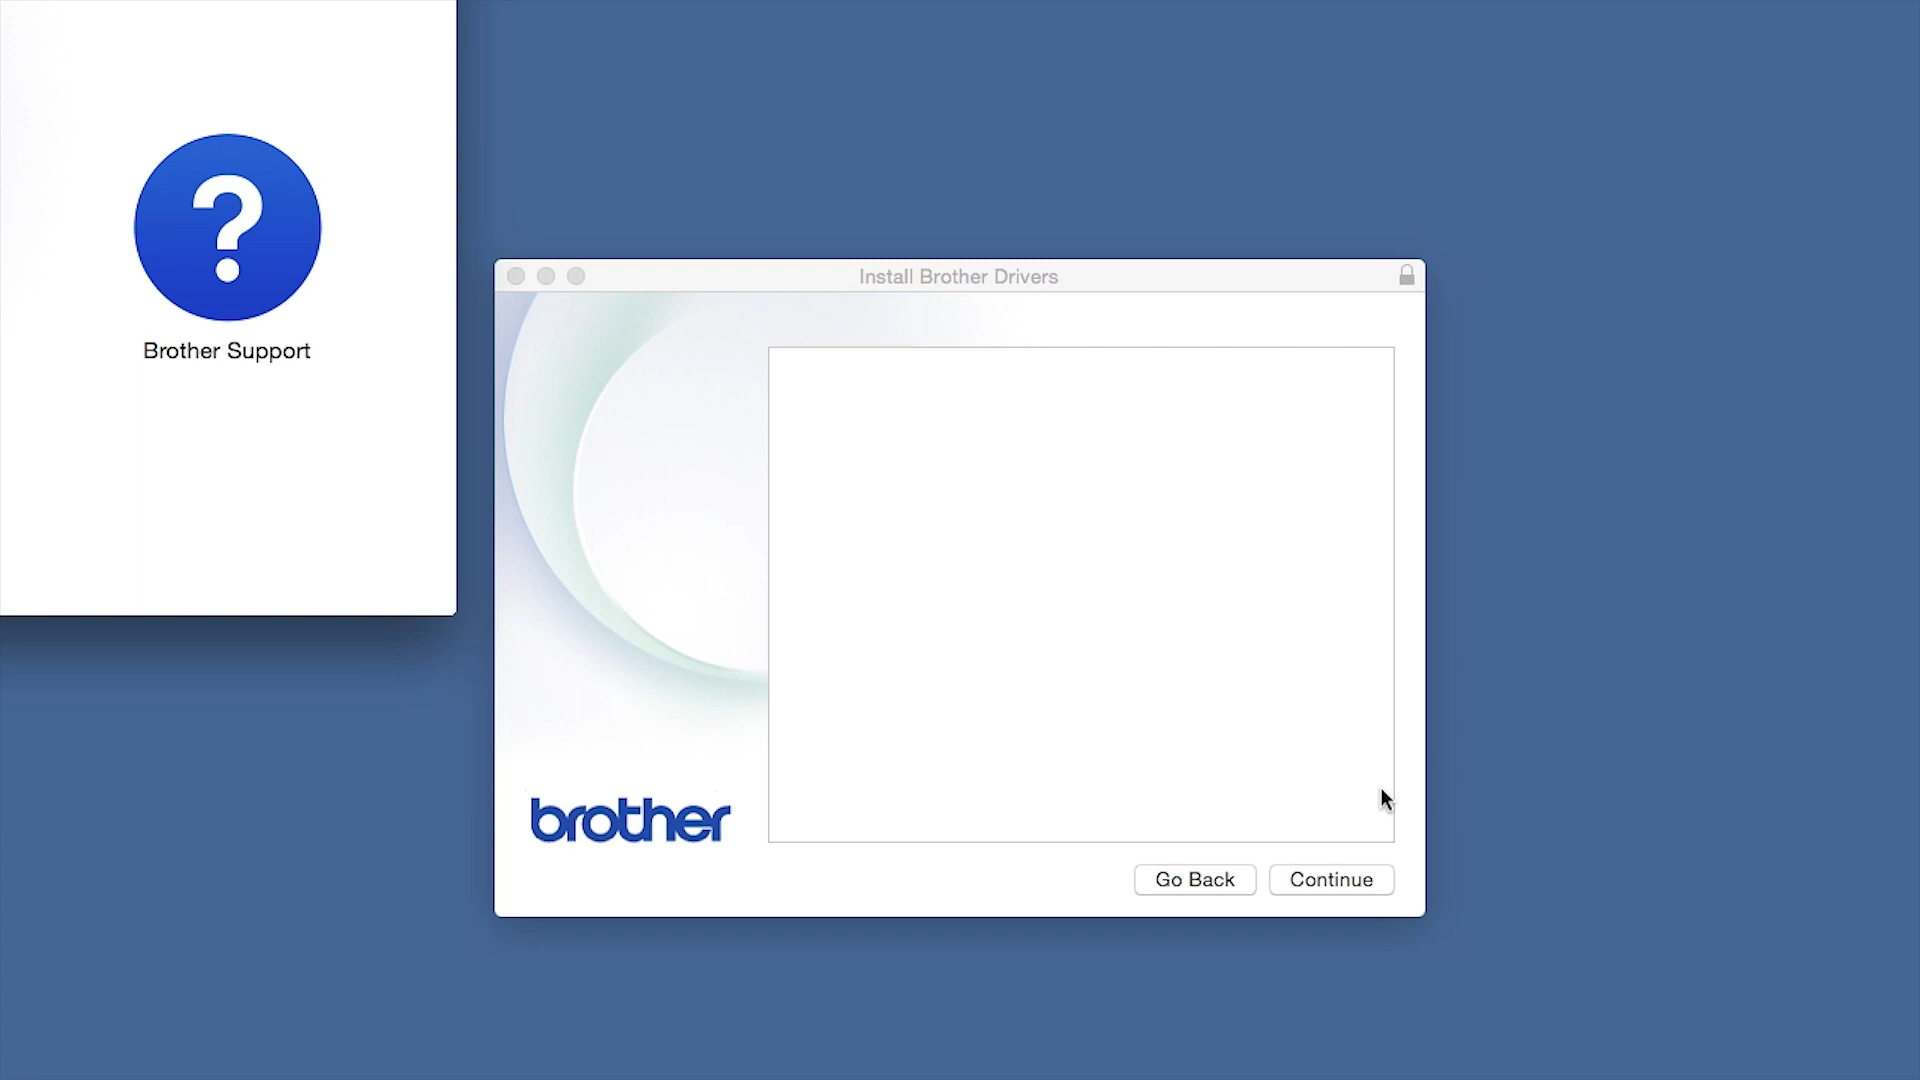 ?
Brother Support
Install Brother Drivers
brother
Go Back
Continue